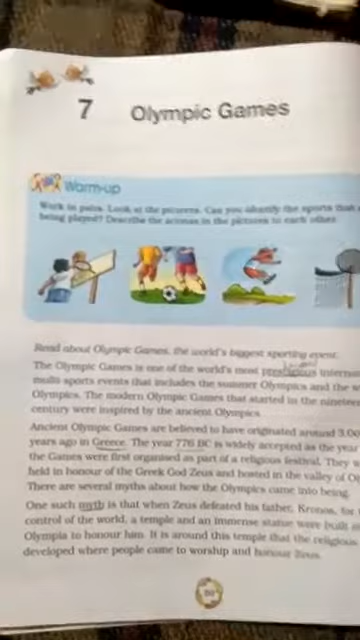 7 Olympic Games
Warm-up
Work in pairs. Look at the pictures. Can you identify the sports that
being played? Describe the scenes in the pictures to each other.
Read about Olympic Games, the world's biggest sporting event.
The Olympic Games is one of the world's most prestigious
multi sports events that includes the summer Olympics and the
Olympics. The modern Olympic Games that started in the
century were inspired by the ancient Olympics.
Ancient Olympics are believed to have originated around
years ago in Greece. The year 776 BC is widely accepted as the year
the Games were first organised as part of a religious festival. They
held in honour of the Greek God Zeus and hosted in the valley of
There are several myths about how the Olympics came into being.
One such myth is that when Zeus defeated his father, Kronos, for
control of the world, a temple and an immense statue were built
Olympia to honour him. It is around this temple that the religious
developed where people came to worship and honour Zeus.